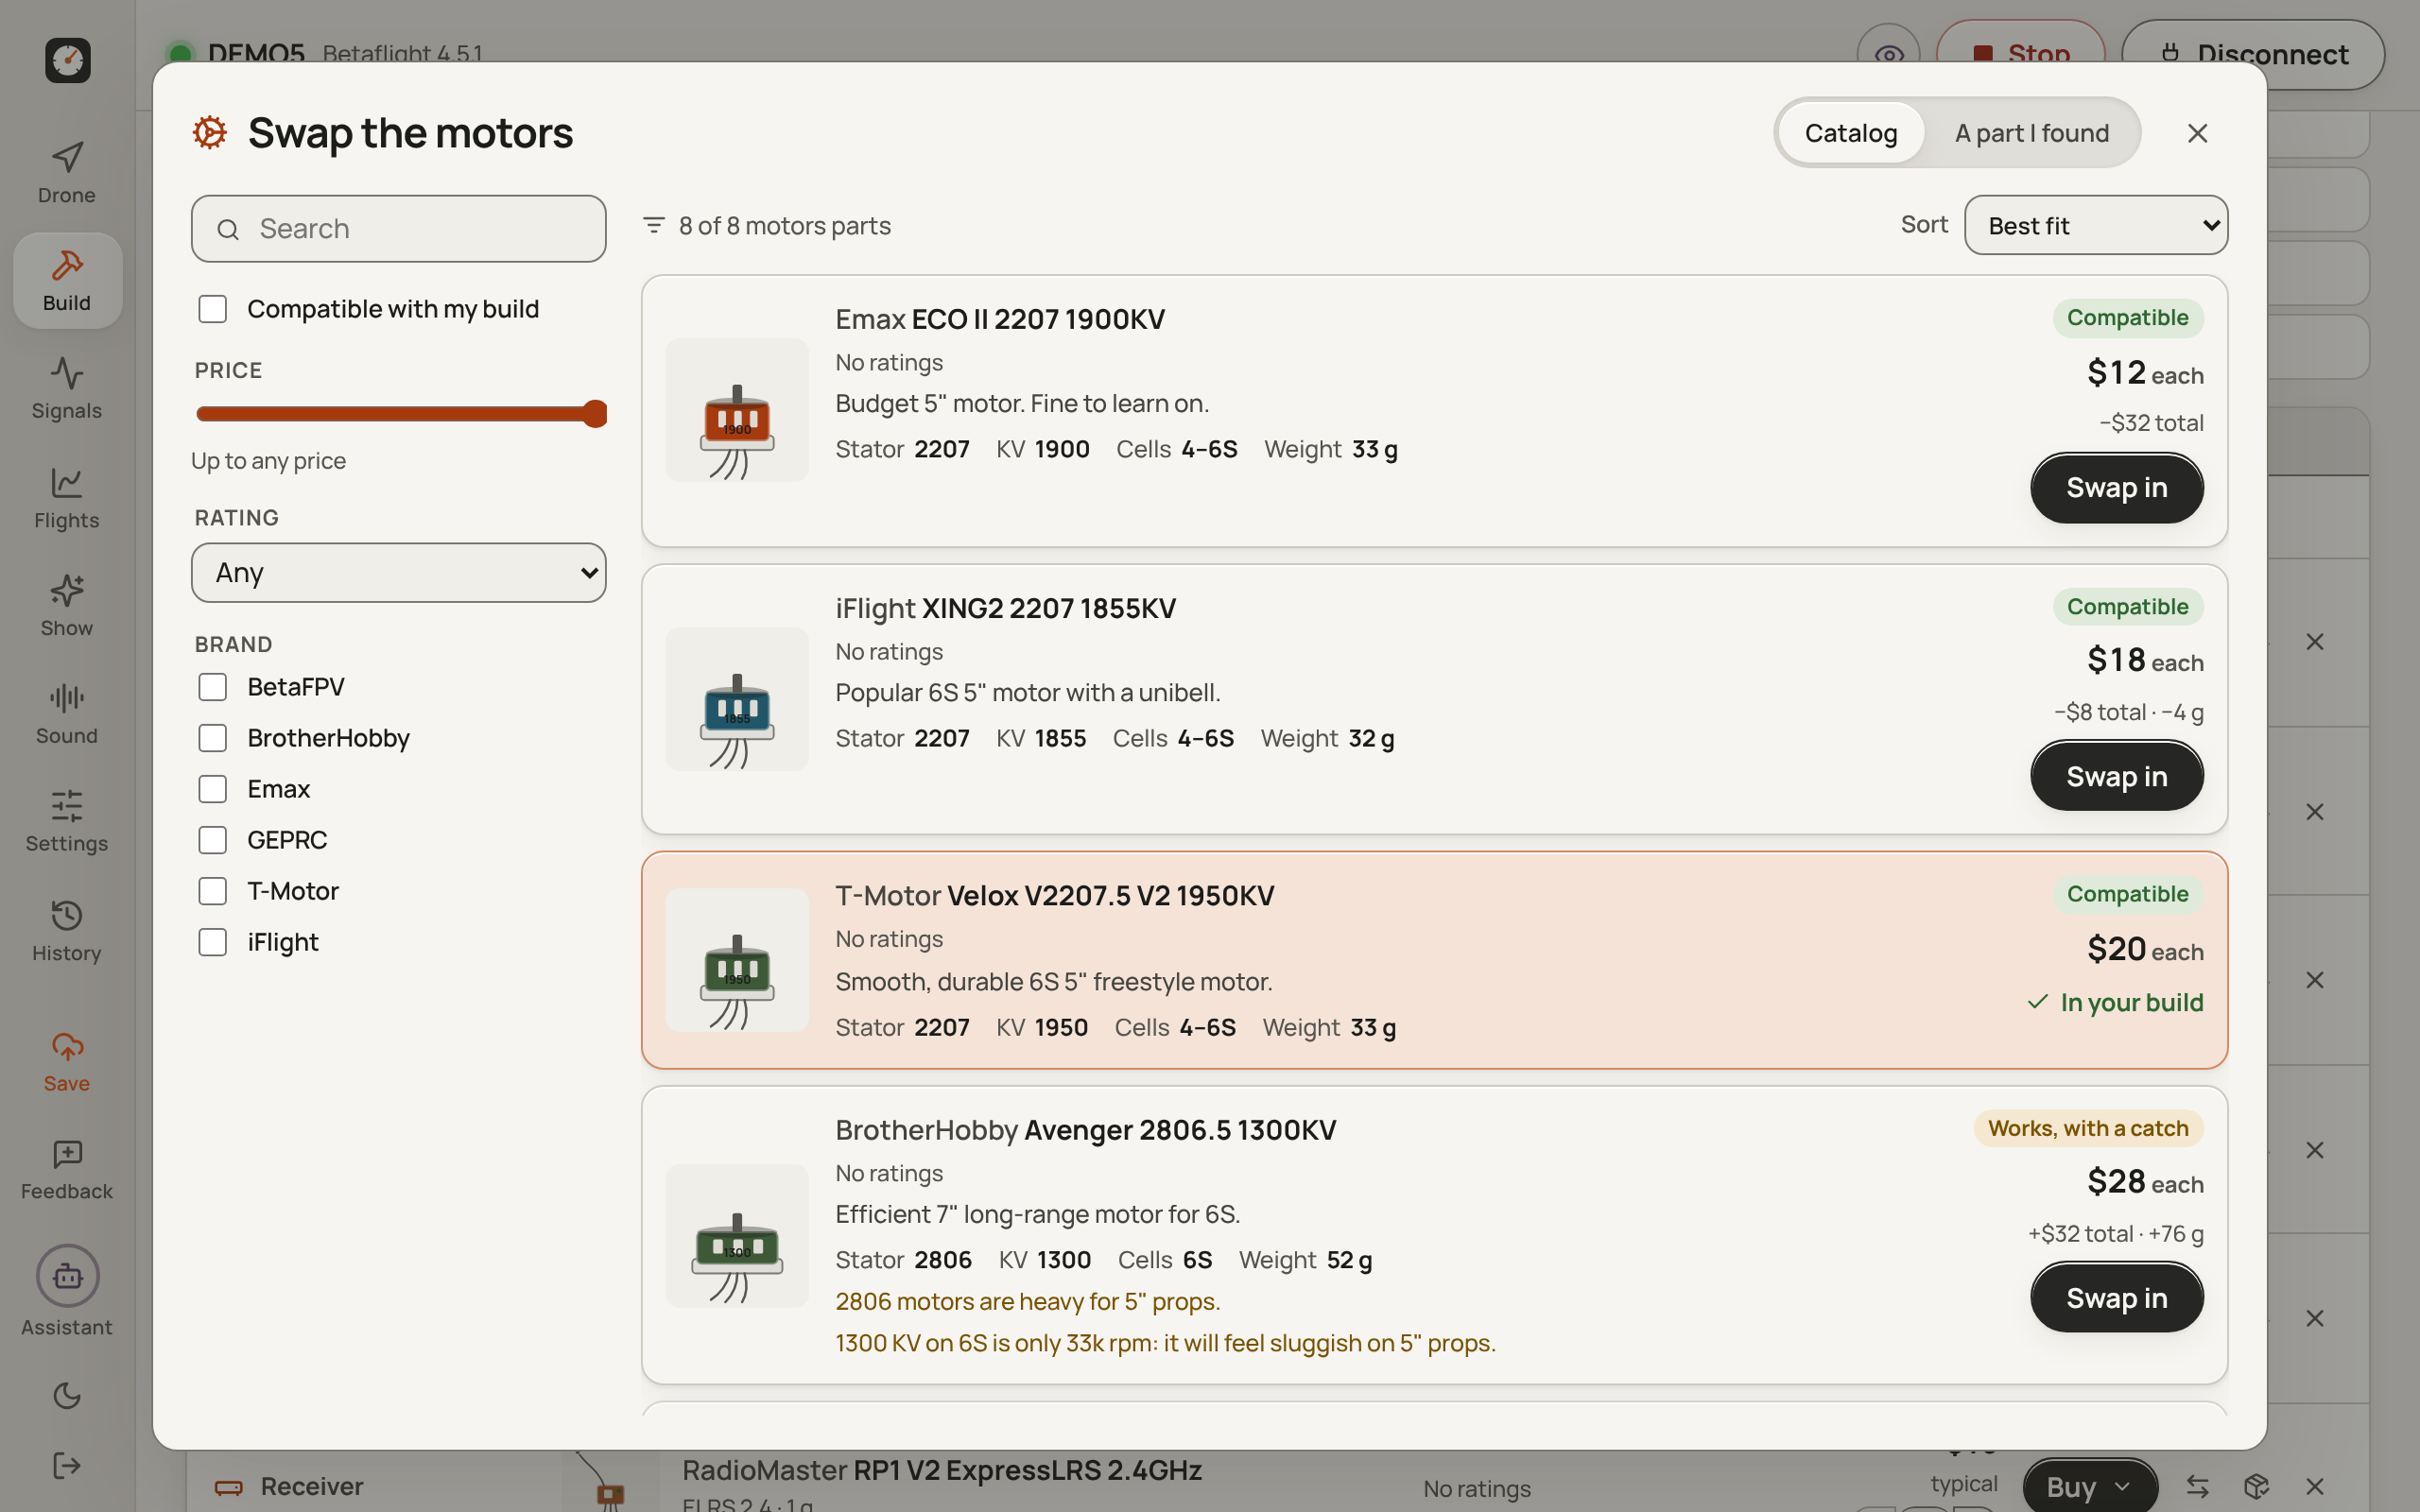 DEMO5 Betaflight 4.5.1
Stop
Disconnect
Drone
Build
Signals
Flights
Show
Sound
Settings
History
Save
Feedback
Assistant
Swap the motors
Catalog
A part I found
Search
Compatible with my build
PRICE
Up to any price
RATING
Any
BRAND
BetaFPV
BrotherHobby
Emax
GEPRC
T-Motor
iFlight
8 of 8 motors parts
Sort
Best fit
1900
Emax ECO II 2207 1900KV
No ratings
Budget 5" motor. Fine to learn on.
Stator 2207 KV 1900 Cells 4–6S Weight 33 g
Compatible
$12 each
−$32 total
Swap in
1855
iFlight XING2 2207 1855KV
No ratings
Popular 6S 5" motor with a unibell.
Stator 2207 KV 1855 Cells 4–6S Weight 32 g
Compatible
$18 each
−$8 total · −4 g
Swap in
1950
T-Motor Velox V2207.5 V2 1950KV
No ratings
Smooth, durable 6S 5" freestyle motor.
Stator 2207 KV 1950 Cells 4–6S Weight 33 g
Compatible
$20 each
In your build
1300
BrotherHobby Avenger 2806.5 1300KV
No ratings
Efficient 7" long-range motor for 6S.
Stator 2806 KV 1300 Cells 6S Weight 52 g
2806 motors are heavy for 5" props.
1300 KV on 6S is only 33k rpm: it will feel sluggish on 5" props.
Works, with a catch
$28 each
+$32 total · +76 g
Swap in
Receiver
RadioMaster RP1 V2 ExpressLRS 2.4GHz
ELRS 2.4 · 1 g
No ratings
typical
Buy